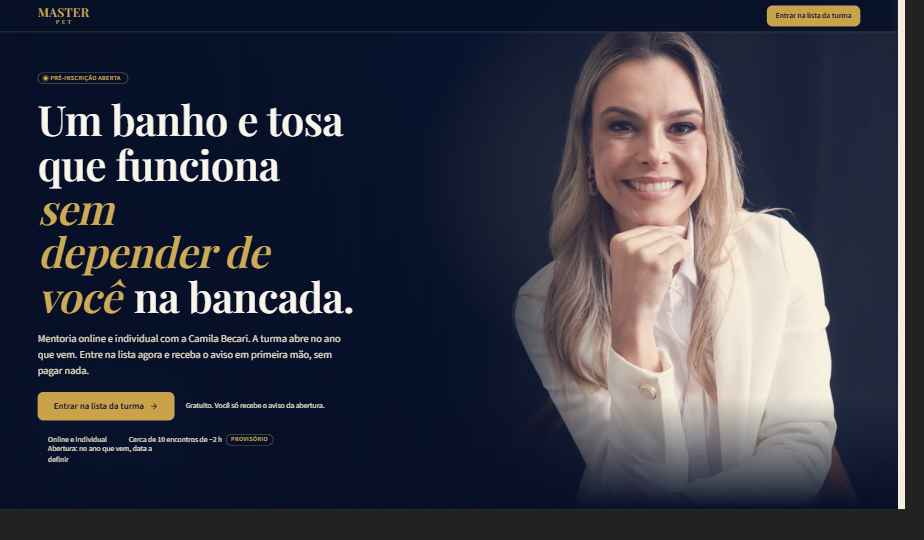 MASTER
PET
Entrar na lista da turma
PRÉ-INSCRIÇÃO ABERTA
Um banho e tosa
que funciona
sem
depender de
você na bancada.
Mentoria online e individual com a Camila Becari. A turma abre no ano
que vem. Entre na lista agora e receba o aviso em primeira mão, sem
pagar nada.
Entrar na lista da turma →
Gratuito. Você só recebe o aviso da abertura.
Online e individual
Cerca de 10 encontros de ~2 h PROVISÓRIO
Abertura: no ano que vem, data a
definir